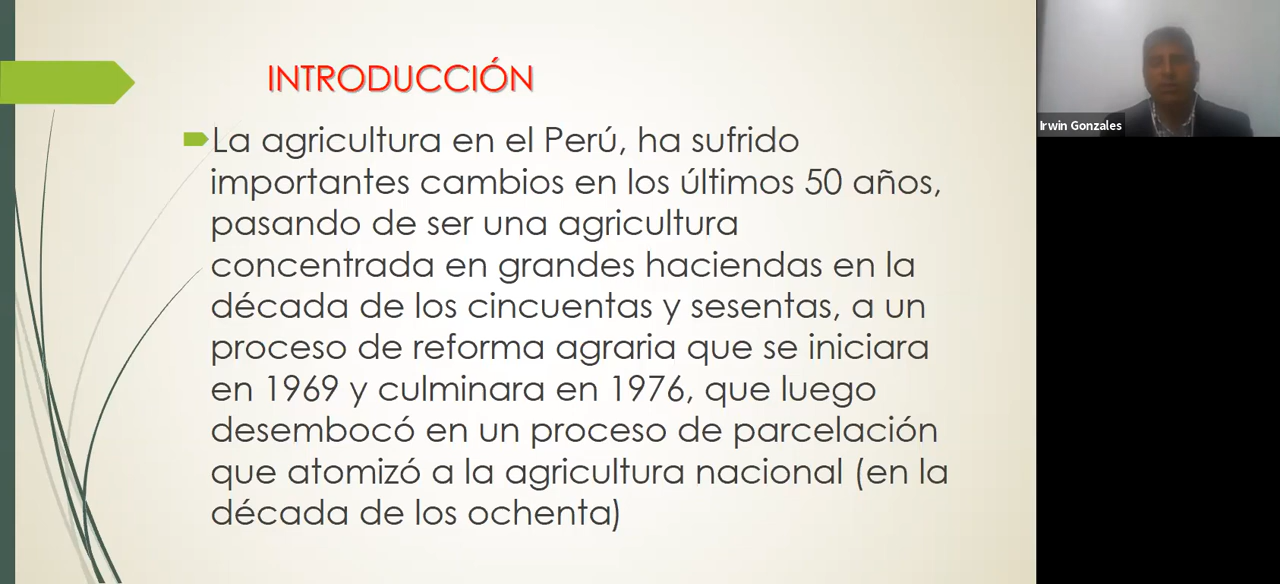 INTRODUCCIÓN
La agricultura en el Perú, ha sufrido
importantes cambios en los últimos 50 años,
pasando de ser una agricultura
concentrada en grandes haciendas en la
década de los cincuentas y sesentas, a un
proceso de reforma agraria que se iniciara
en 1969 y culminara en 1976, que luego
desembocó en un proceso de parcelación
que atomizó a la agricultura nacional (en la
década de los ochenta)
Irwin Gonzales